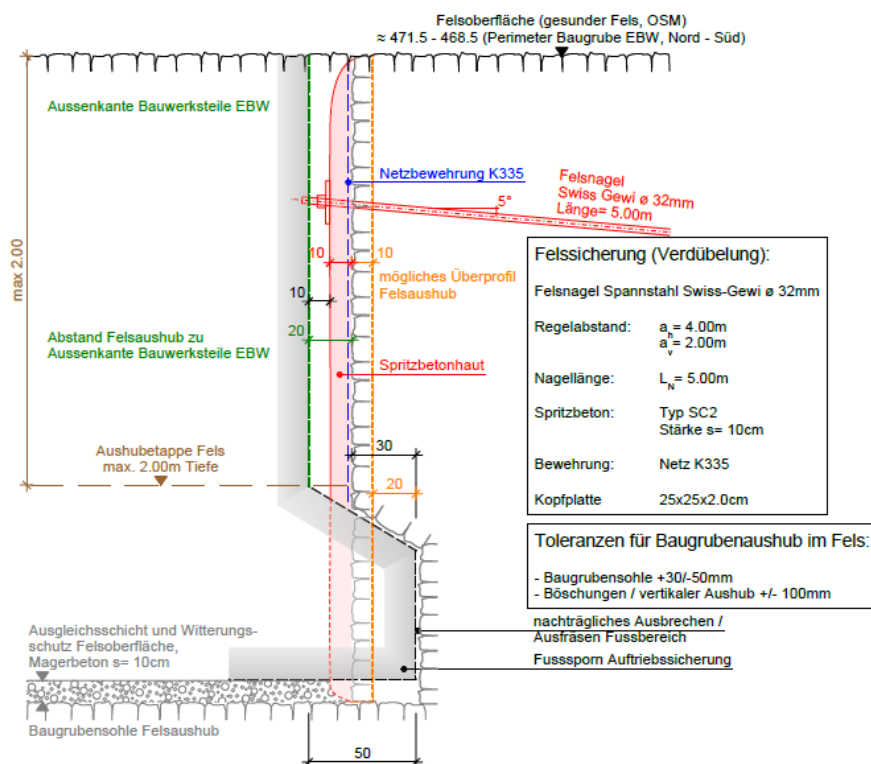 Felsoberfläche (gesunder Fels, OSM)
≈ 471.5 - 468.5 (Perimeter Baugrube EBW, Nord - Süd)
Aussenkante Bauwerksteile EBW
Netzbewehrung K335
Felsnagel
Swiss Gewi ø 32mm
Länge= 5.00m
5°
max 2.00
10
10
mögliches Überprofil
Felsaushub
10
20
Abstand Felsaushub zu
Aussenkante Bauwerksteile EBW
Spritzbetonhaut
Felssicherung (Verdübelung):
Felsnagel Spannstahl Swiss-Gewi ø 32mm
Regelabstand: a_h= 4.00m
a_v= 2.00m
Nagellänge: L_N= 5.00m
Spritzbeton: Typ SC2
Stärke s= 10cm
Bewehrung: Netz K335
Kopfplatte 25x25x2.0cm
30
Aushubetappe Fels
max. 2.00m Tiefe
20
Toleranzen für Baugrubenaushub im Fels:
- Baugrubensohle +30/-50mm
- Böschungen / vertikaler Aushub +/- 100mm
nachträgliches Ausbrechen /
Ausfräsen Fussbereich
Fusssporn Auftriebssicherung
Ausgleichsschicht und Witterungs-
schutz Felsoberfläche,
Magerbeton s= 10cm
Baugrubensohle Felsaushub
50